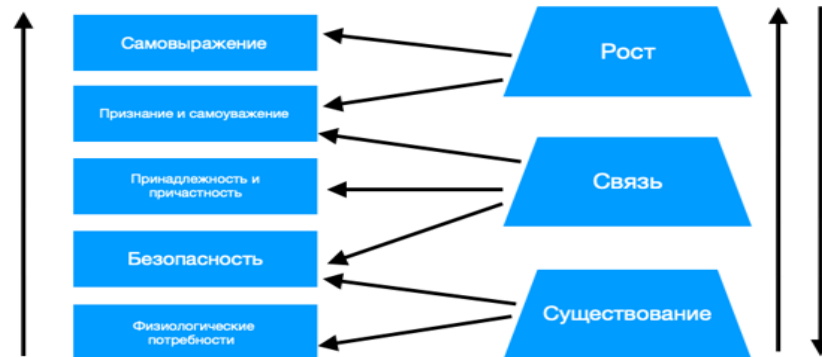 Самовыражение
Рост
Признание и самоуважение
Принадлежность и
причастность
Связь
Безопасность
Существование
Физиологические
потребности